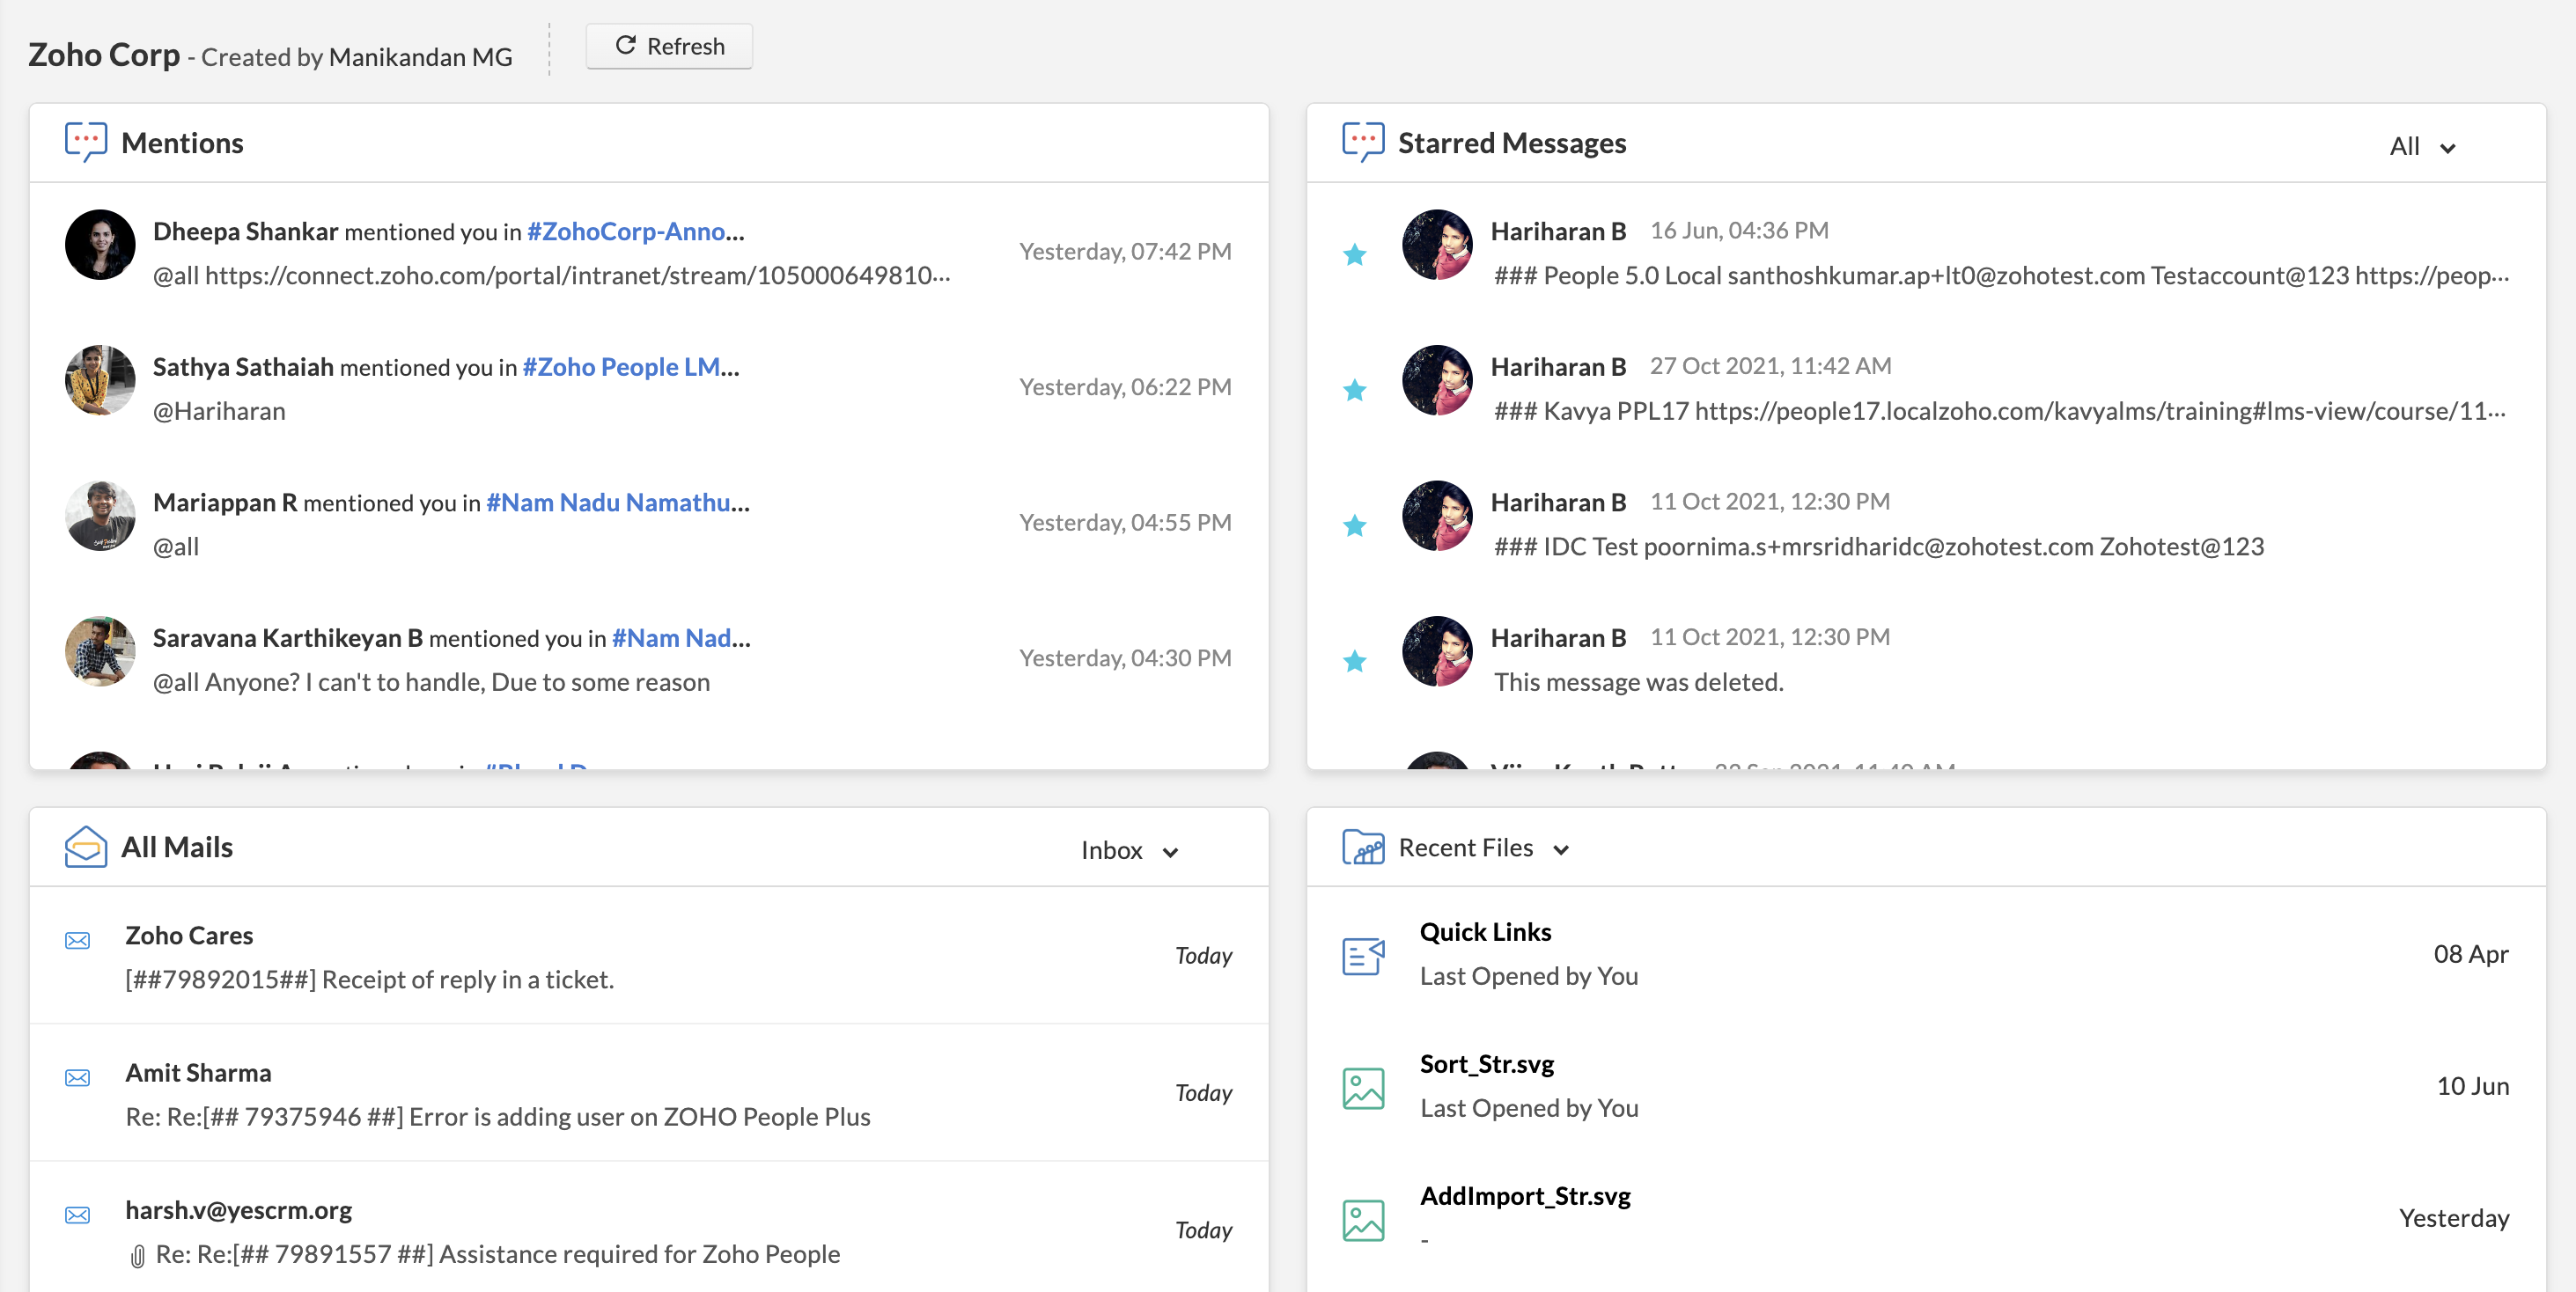 Zoho Corp - Created by Manikandan MG
Refresh
Mentions
Dheepa Shankar mentioned you in #ZohoCorp-Anno...
Yesterday, 07:42 PM
@all https://connect.zoho.com/portal/intranet/stream/105000649810...
Sathya Sathaiah mentioned you in #Zoho People LM...
Yesterday, 06:22 PM
@Hariharan
Mariappan R mentioned you in #Nam Nadu Namathu...
Yesterday, 04:55 PM
@all
Saravana Karthikeyan B mentioned you in #Nam Nad...
Yesterday, 04:30 PM
@all Anyone? I can't to handle, Due to some reason
Starred Messages
All
Hariharan B 16 Jun, 04:36 PM
### People 5.0 Local santhoshkumar.ap+lt0@zohotest.com Testaccount@123 https://peop...
Hariharan B 27 Oct 2021, 11:42 AM
### Kavya PPL17 https://people17.localzoho.com/kavyalms/training#lms-view/course/11...
Hariharan B 11 Oct 2021, 12:30 PM
### IDC Test poornima.s+mrsridharidc@zohotest.com Zohotest@123
Hariharan B 11 Oct 2021, 12:30 PM
This message was deleted.
All Mails
Inbox
Zoho Cares
Today
[##79892015##] Receipt of reply in a ticket.
Amit Sharma
Today
Re: Re:[## 79375946 ##] Error is adding user on ZOHO People Plus
harsh.v@yescrm.org
Today
Re: Re:[## 79891557 ##] Assistance required for Zoho People
Recent Files
Quick Links
08 Apr
Last Opened by You
Sort_Str.svg
10 Jun
Last Opened by You
AddImport_Str.svg
Yesterday
-